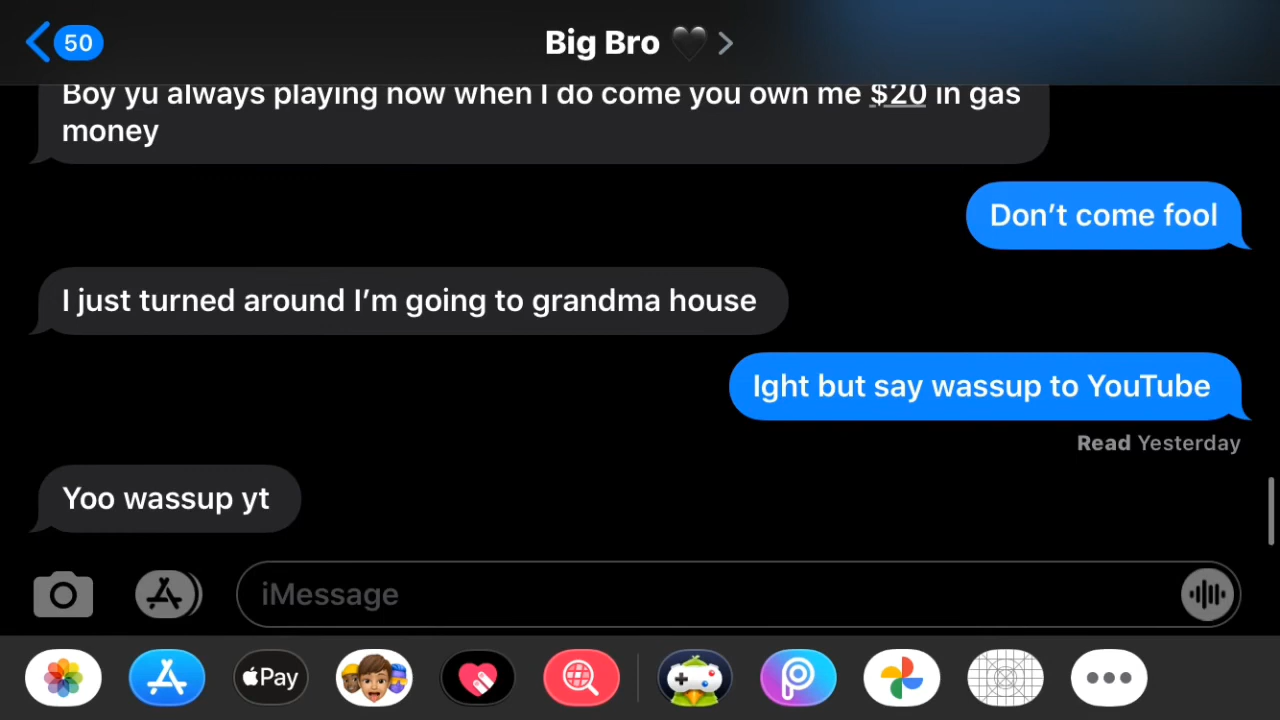 50
Big Bro 🖤
Boy yu always playing now when I do come you own me $20 in gas
money
Don't come fool
I just turned around I'm going to grandma house
Ight but say wassup to YouTube
Read Yesterday
Yoo wassup yt
iMessage
Pay